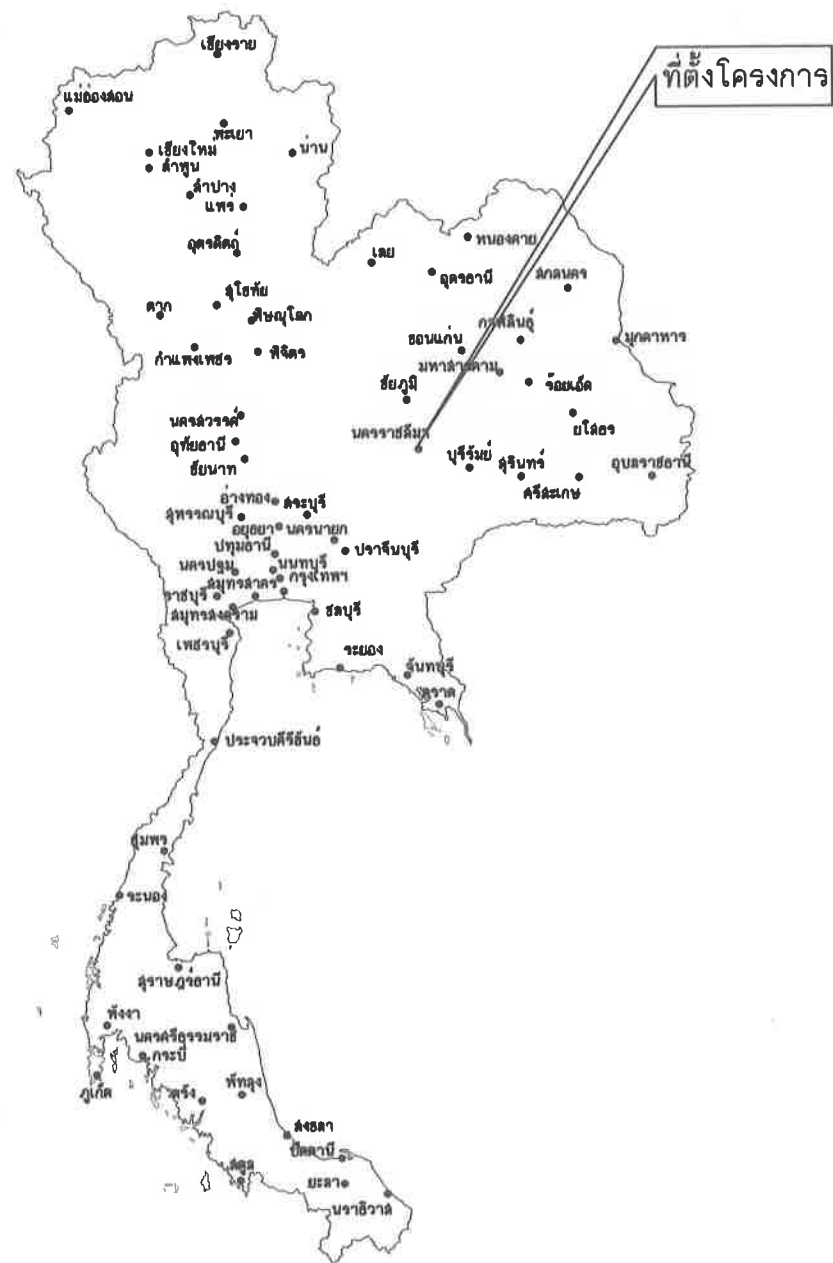 เชียงราย
ที่ตั้งโครงการ
แม่ฮ่องสอน
พะเยา
เชียงใหม่
น่าน
ลำพูน
ลำปาง
แพร่
หนองคาย
อุตรดิตถ์
เลย
อุดรธานี
สกลนคร
สุโขทัย
ตาก
พิษณุโลก
กาฬสินธุ์
มุกดาหาร
ขอนแก่น
กำแพงเพชร
พิจิตร
มหาสารคาม
ชัยภูมิ
ร้อยเอ็ด
นครสวรรค์
ยโสธร
นครราชสีมา
อุทัยธานี
ชัยนาท
บุรีรัมย์
สุรินทร์
อุบลราชธานี
ศรีสะเกษ
อ่างทอง
สระบุรี
สุพรรณบุรี
อยุธยา
นครนายก
ปทุมธานี
ปราจีนบุรี
นครปฐม
นนทบุรี
กรุงเทพฯ
สมุทรสาคร
ราชบุรี
สมุทรสงคราม
ชลบุรี
เพชรบุรี
ระยอง
จันทบุรี
ตราด
ประจวบคีรีขันธ์
ชุมพร
ระนอง
สุราษฎร์ธานี
พังงา
นครศรีธรรมราช
กระบี่
ภูเก็ต
ตรัง
พัทลุง
สงขลา
ปัตตานี
สตูล
ยะลา
นราธิวาส